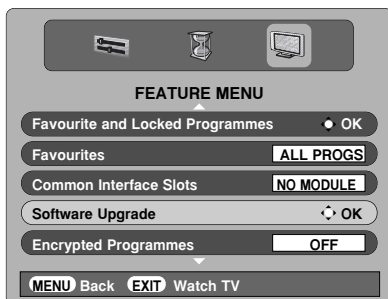 FEATURE MENU
Favourite and Locked Programmes OK
Favourites ALL PROGS
Common Interface Slots NO MODULE
Software Upgrade OK
Encrypted Programmes OFF
MENU Back EXIT Watch TV